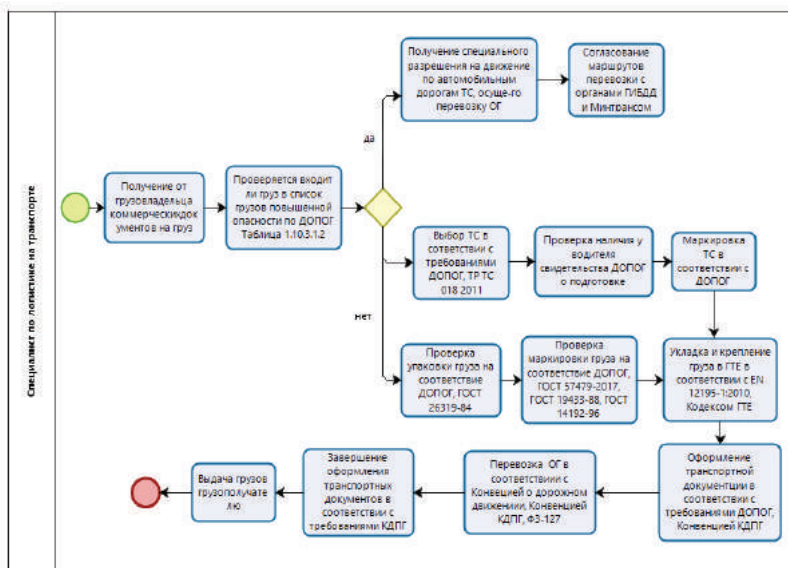 Специалист по логистике на транспорте
Получение от
грузовладельца
коммерческихдок
ументов на груз
Проверяется входит
ли груз в список
грузов повышенной
опасности по ДОПОГ
Таблица 1.10.3.1.2
да
нет
Получение специального
разрешения на движение
по автомобильным
дорогам ТС, осуще-го
перевозку ОГ
Согласование
маршрутов
перевозки с
органами ГИБДД
и Минтрансом
Выбор ТС в
сответствии с
требованиями
ДОПОГ, ТР ТС
018 2011
Проверка наличия у
водителя
свидетельства ДОПОГ
о подготовке
Маркировка
ТС в
соответствии с
ДОПОГ
Проверка
упаковки груза на
соответствие
ДОПОГ, ГОСТ
26319-84
Проверка
маркировки груза на
соответствие ДОПОГ,
ГОСТ 57479-2017,
ГОСТ 19433-88, ГОСТ
14192-96
Укладка и крепление
груза в ГТЕ в
соответствии с EN
12195-1:2010,
Кодексом ГТЕ
Оформление
транспортной
документции в
соответствии с
требованиями ДОПОГ,
Конвенцией КДПГ
Перевозка ОГ в
соответствиии с
Конвецией о дорожном
движениии, Конвенцией
КДПГ, ФЗ-127
Завершение
оформления
транспортных
документов в
соответствии с
требованиями КДПГ
Выдача грузов
грузополучате
лю